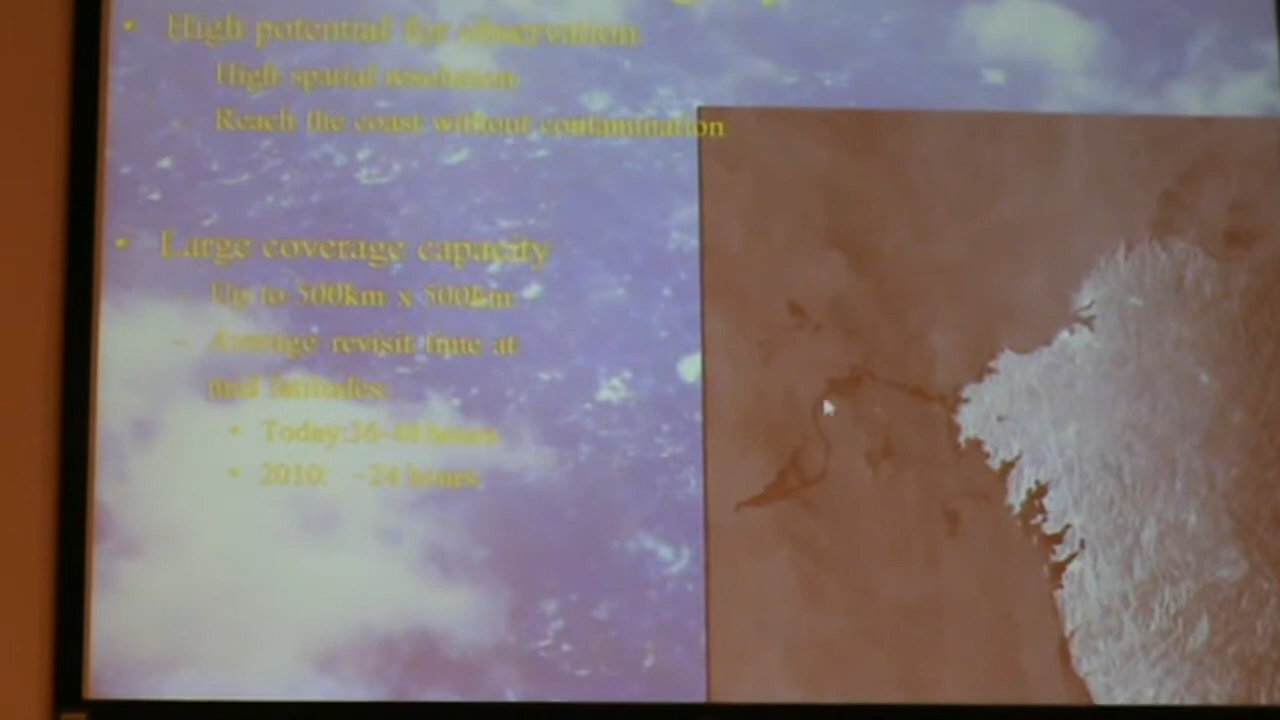 • High potential for observation
High spatial resolution
– Reach the coast without contamination
• Large coverage capacity
– Up to 500km x 500km
– Average revisit time at
mid latitudes:
• Today:36-48 hours
• 2010: ~24 hours